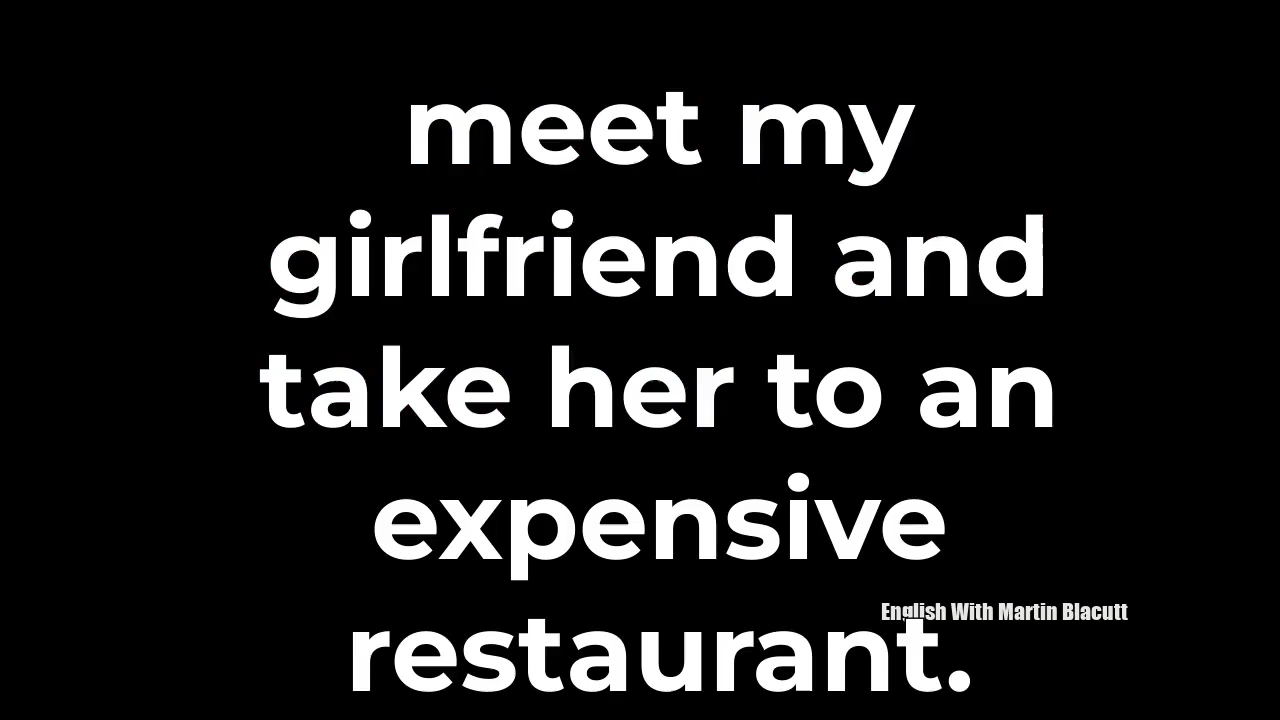 meet my
girlfriend and
take her to an
expensive
English With Martin Blacutt
restaurant.